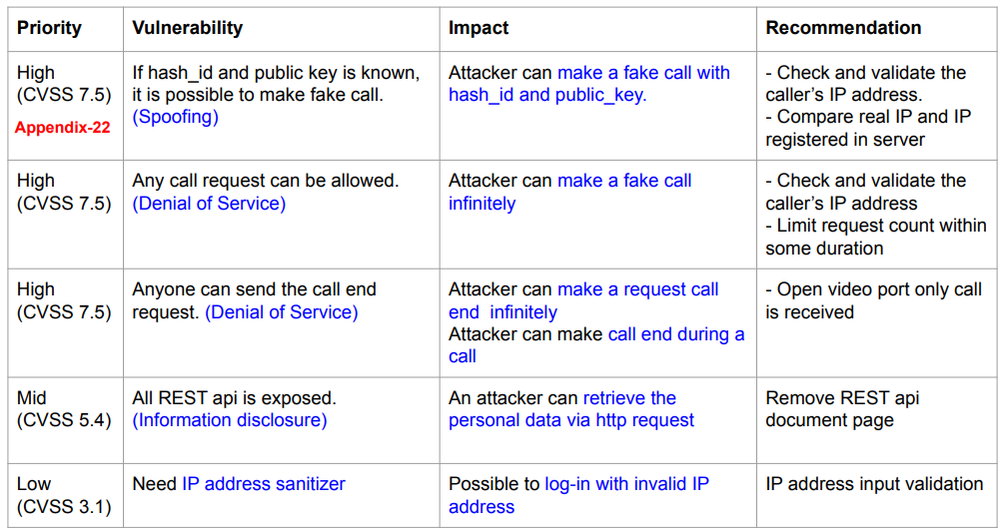 Priority
Vulnerability
Impact
Recommendation
High
(CVSS 7.5)
Appendix-22
If hash_id and public key is known,
it is possible to make fake call.
(Spoofing)
Attacker can make a fake call with
hash_id and public_key.
- Check and validate the
caller’s IP address.
- Compare real IP and IP
registered in server
High
(CVSS 7.5)
Any call request can be allowed.
(Denial of Service)
Attacker can make a fake call
infinitely
- Check and validate the
caller’s IP address
- Limit request count within
some duration
High
(CVSS 7.5)
Anyone can send the call end
request. (Denial of Service)
Attacker can make a request call
end  infinitely
Attacker can make call end during a
call
- Open video port only call
is received
Mid
(CVSS 5.4)
All REST api is exposed.
(Information disclosure)
An attacker can retrieve the
personal data via http request
Remove REST api
document page
Low
(CVSS 3.1)
Need IP address sanitizer
Possible to log-in with invalid IP
address
IP address input validation